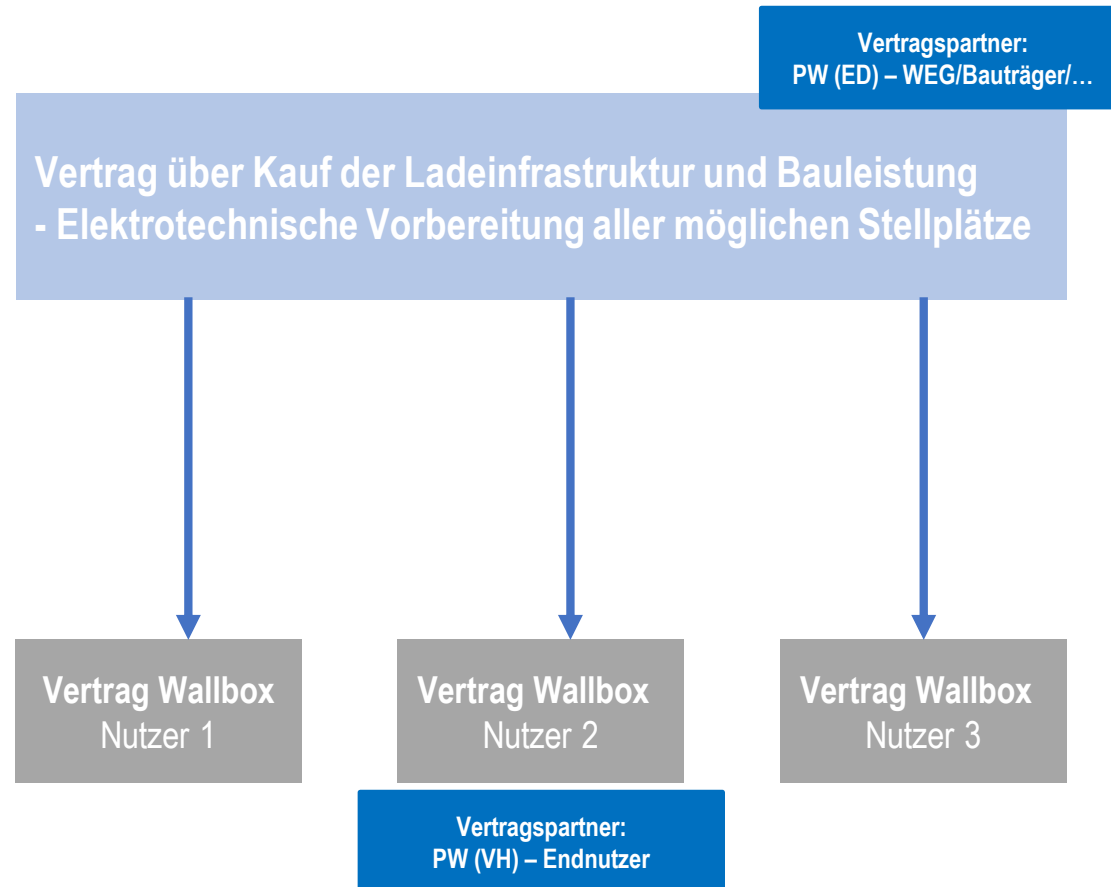 Vertragspartner:
PW (ED) – WEG/Bauträger/…
Vertrag über Kauf der Ladeinfrastruktur und Bauleistung
- Elektrotechnische Vorbereitung aller möglichen Stellplätze
Vertrag Wallbox
Nutzer 1
Vertrag Wallbox
Nutzer 2
Vertrag Wallbox
Nutzer 3
Vertragspartner:
PW (VH) – Endnutzer